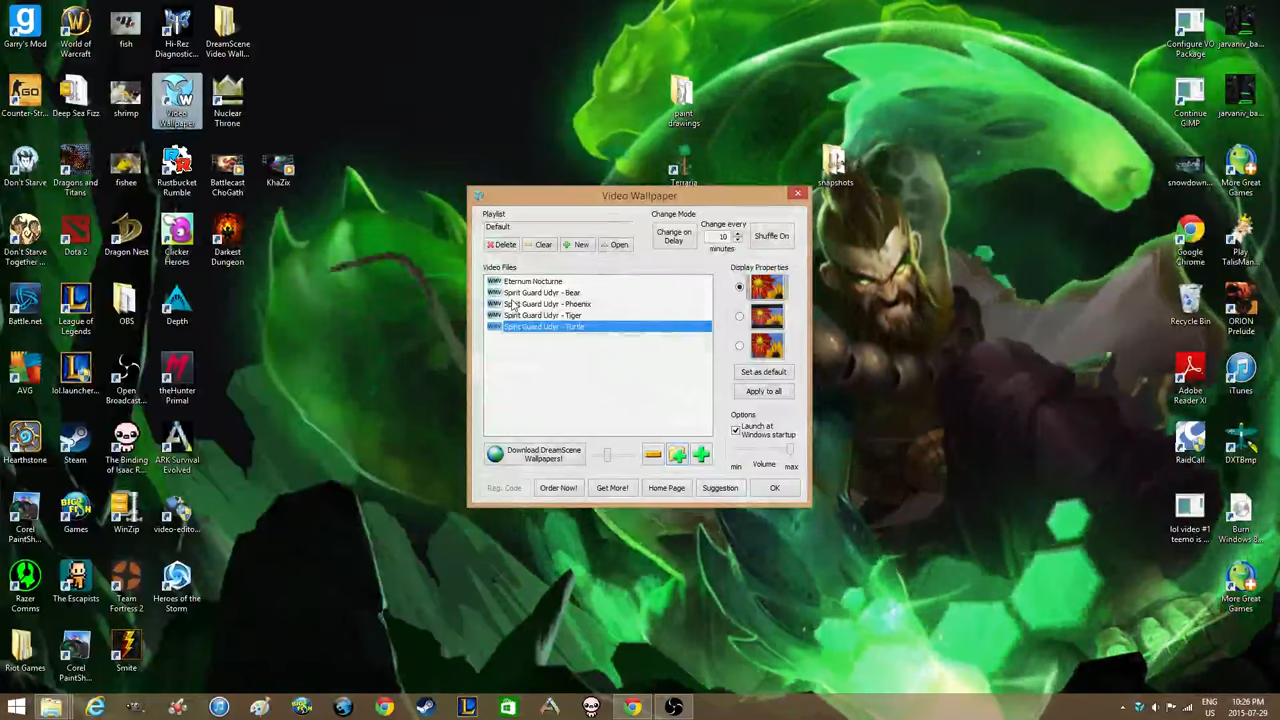 Garry's Mod
World of
Warcraft
fish
Hi-Rez
Diagnostic...
DreamScene
Video Wall...
Configure VO
Package
jarvaniv_ba...
Counter-Str...
Deep Sea Fizz
shrimp
Video
Wallpaper
Nuclear
Throne
paint
drawings
Continue
GIMP
jarvaniv_ba...
Don't Starve
Dragons and
Titans
fishee
Rustbucket
Rumble
Battlecast
ChoGath
KhaZix
Terraria
snapshots
snowdown...
More Great
Games
Don't Starve
Together ...
Dota 2
Dragon Nest
Clicker
Heroes
Darkest
Dungeon
Google
Chrome
Play
TalisMan...
Battle.net
League of
Legends
OBS
Depth
Recycle Bin
ORION
Prelude
AVG
lol.launcher...
Open
Broadcast...
theHunter
Primal
Adobe
Reader XI
iTunes
Hearthstone
Steam
The Binding
of Isaac R...
ARK Survival
Evolved
RaidCall
DXTBmp
Corel
PaintSh...
Games
WinZip
video-edito...
lol video #1
teemo is ...
Burn
Windows 8...
Razer
Comms
The Escapists
Team
Fortress 2
Heroes of
the Storm
More Great
Games
Riot Games
Corel
PaintSh...
Smite
Video Wallpaper
Playlist
Default
Delete
Clear
New
Open
Change Mode
Change on
Delay
Change every
10
minutes
Shuffle On
Video Files
WMV Eternum Nocturne
WMV Spirit Guard Udyr - Bear
WMV Spirit Guard Udyr - Phoenix
WMV Spirit Guard Udyr - Tiger
WMV Spirit Guard Udyr - Turtle
Display Properties
Set as default
Apply to all
Options
Launch at
Windows startup
min Volume max
Download DreamScene
Wallpapers!
Reg. Code
Order Now!
Get More!
Home Page
Suggestion
OK
ENG
US
10:26 PM
2015-07-29